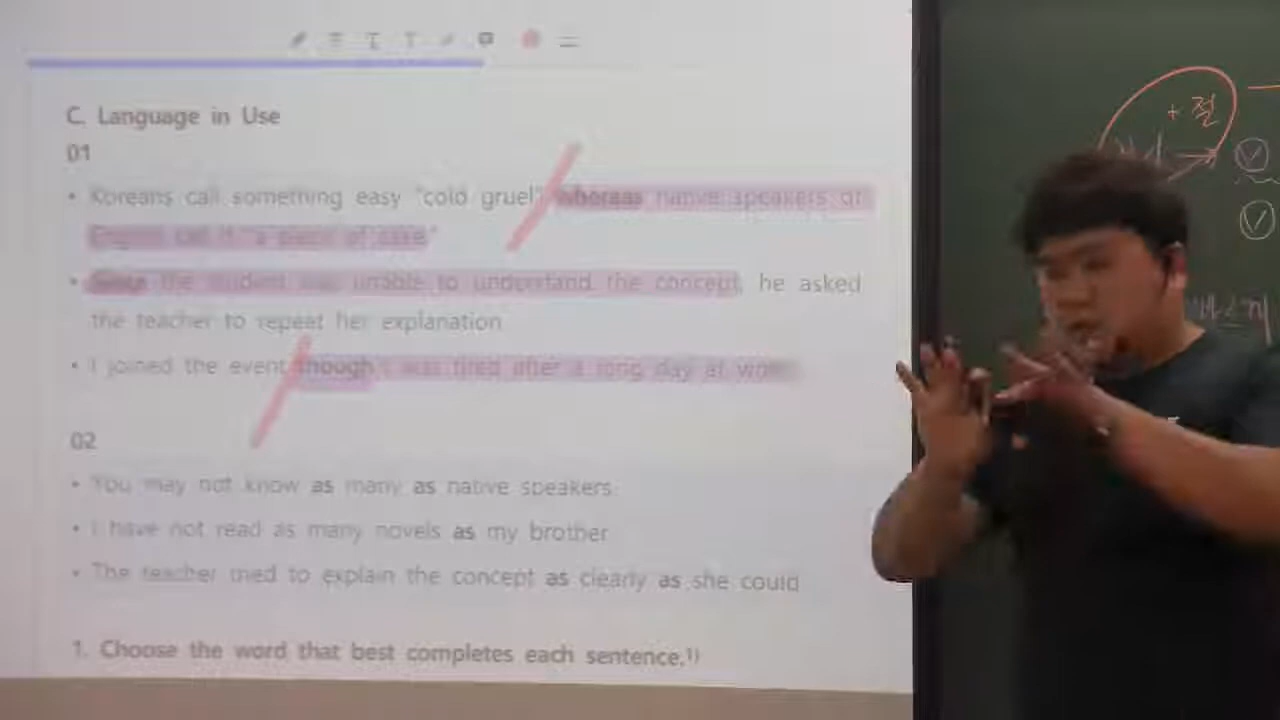 C. Language in Use
01
• Koreans call something easy "cold gruel" whereas native speakers of
English call it "a piece of cake."
• Since the student was unable to understand the concept, he asked
the teacher to repeat her explanation.
• I joined the event though I was tired after a long day at work.
02
• You may not know as many as native speakers.
• I have not read as many novels as my brother.
• The teacher tried to explain the concept as clearly as she could.
1. Choose the word that best completes each sentence.1)
+ 절